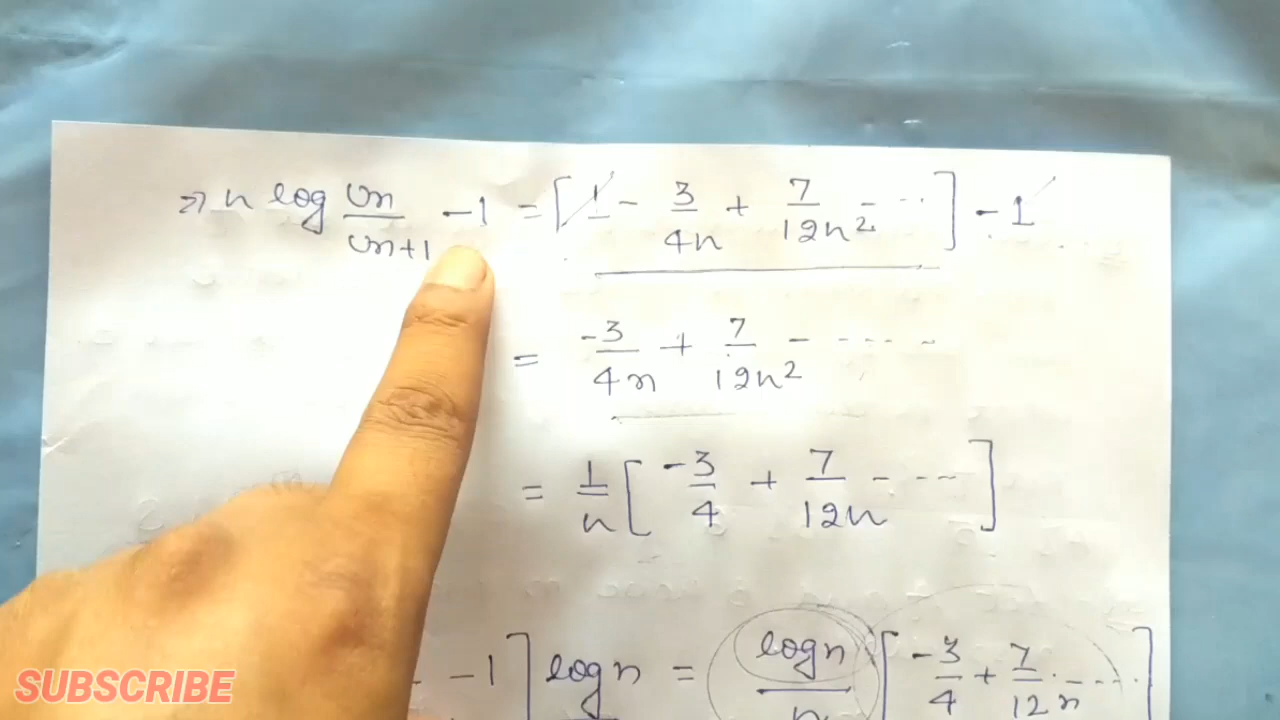 ⇒ n log Un/Un+1 - 1 = [1 - 3/4n + 7/12n² - ...] - 1
= -3/4n + 7/12n² - ....
= 1/n [-3/4 + 7/12n - ....]
- 1] log n = log n/n [-3/4 + 7/12n - ....]
SUBSCRIBE